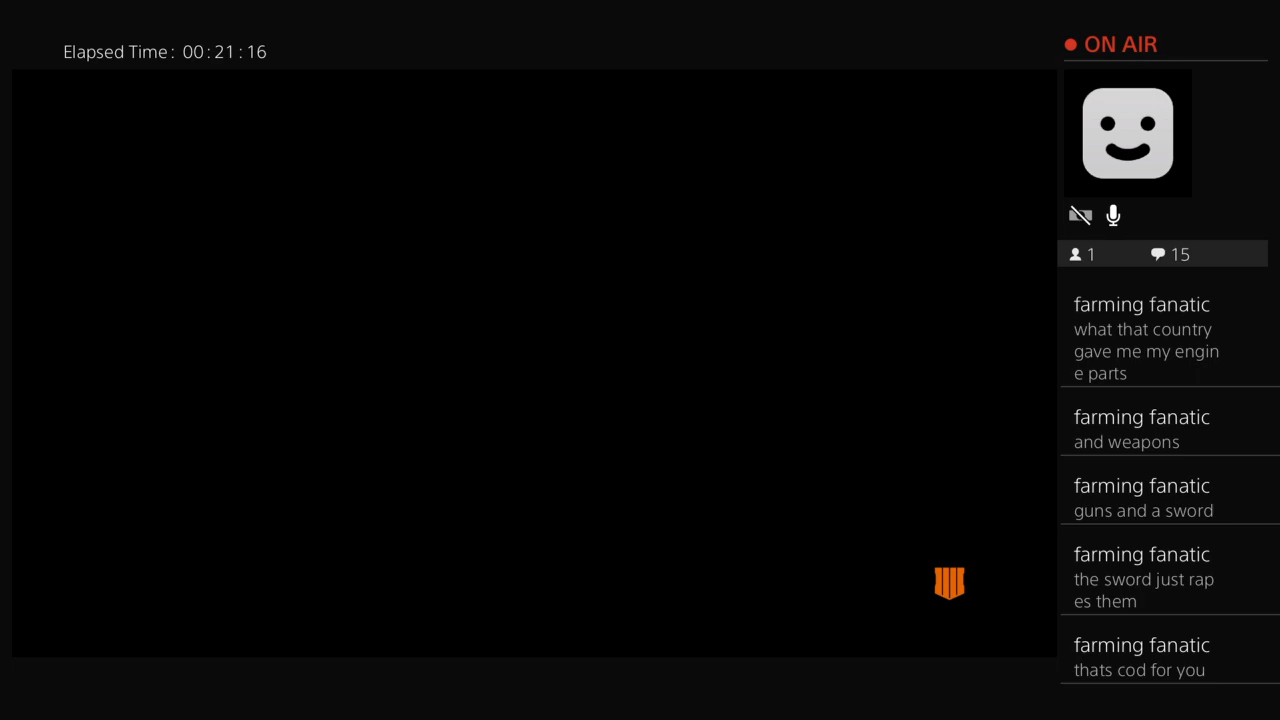 Elapsed Time: 00:21:16
ON AIR
1 15
farming fanatic
what that country
gave me my engin
e parts
farming fanatic
and weapons
farming fanatic
guns and a sword
farming fanatic
the sword just rap
es them
farming fanatic
thats cod for you